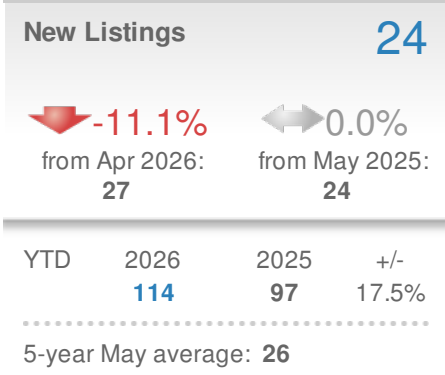 New Listings 24
-11.1% 0.0%
from Apr 2026: from May 2025:
27 24
YTD 2026 2025 +/-
114 97 17.5%
5-year May average: 26